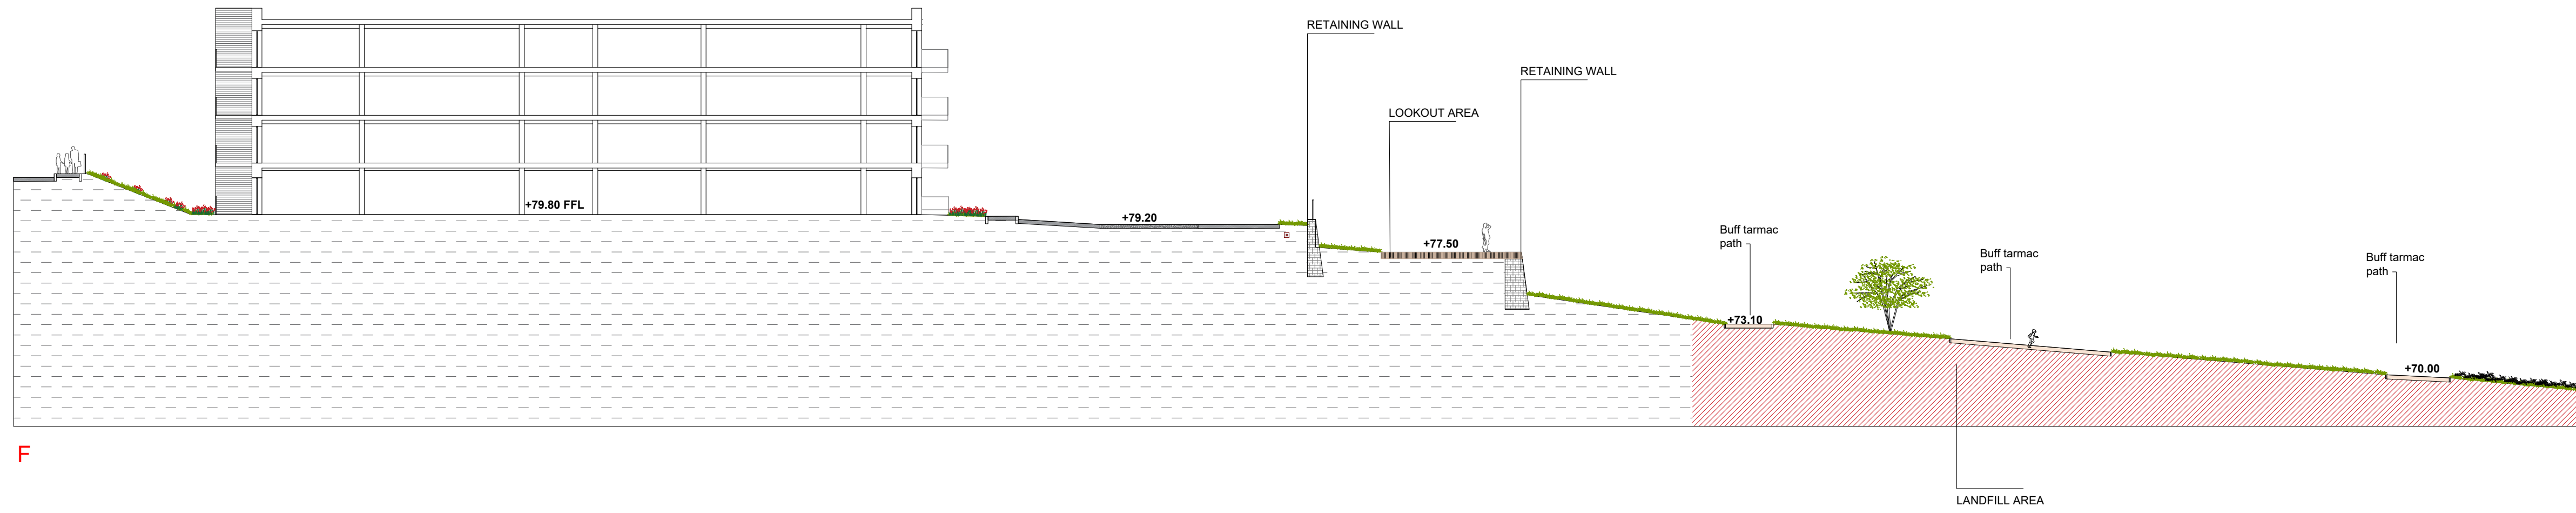 RETAINING WALL
RETAINING WALL
LOOKOUT AREA
+79.80 FFL
+79.20
+77.50
Buff tarmac
path
Buff tarmac
path
Buff tarmac
path
+73.10
+70.00
F
LANDFILL AREA